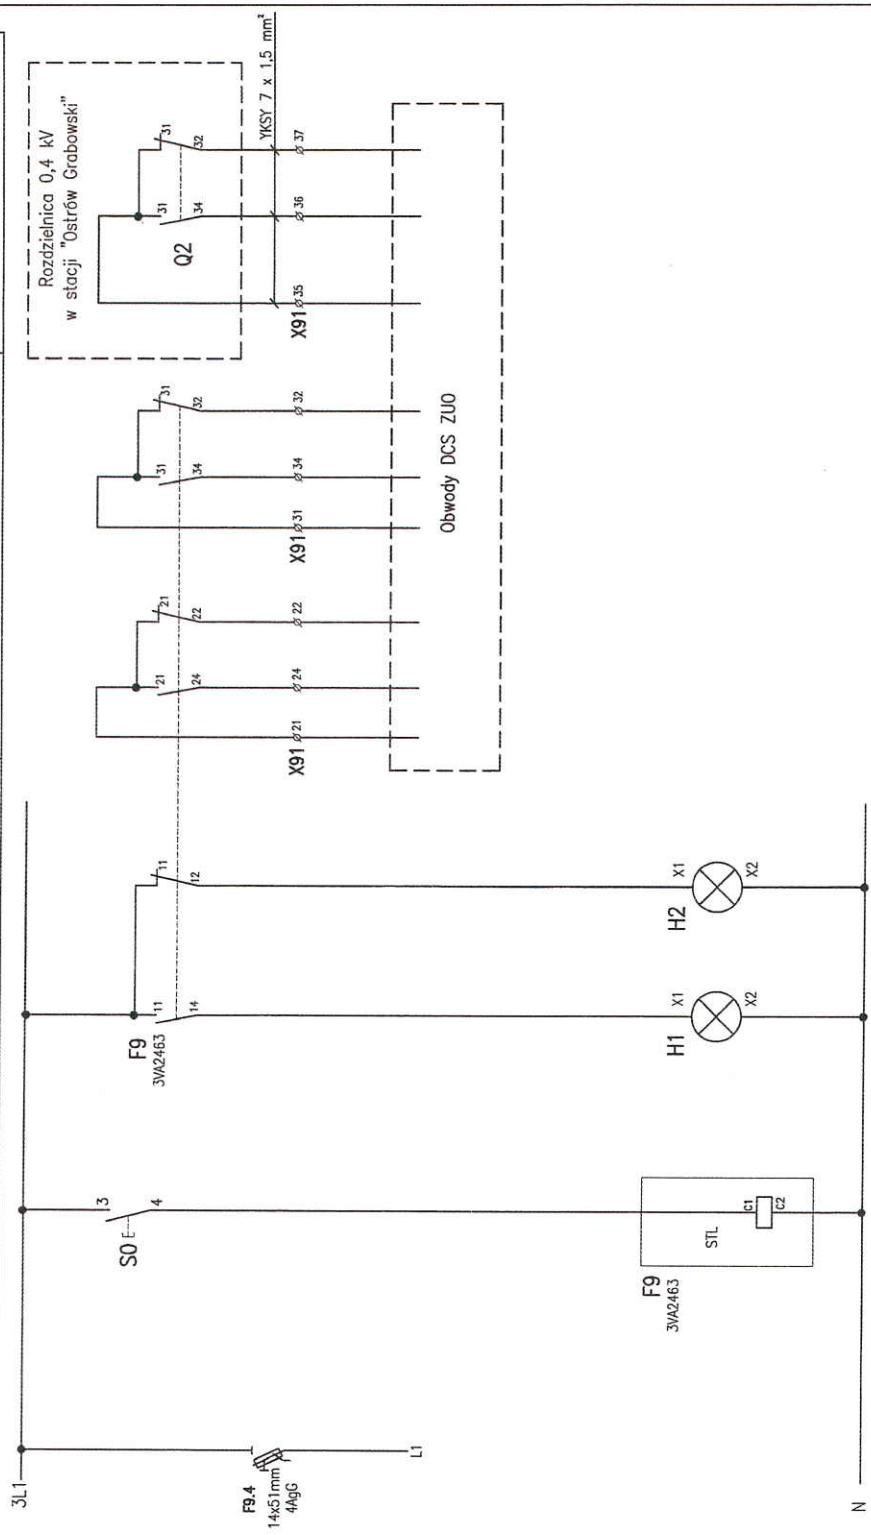 3L1
F9.4
14x51mm
4AgG
L1
N
S0
3
4
F9
3VA2463
STL
C1
C2
F9
3VA2463
11
14
11
12
H1
X1
X2
H2
X1
X2
21
24
21
22
X91
21
24
22
31
34
31
32
X91
31
34
32
Rozdzielnica 0,4 kV
w stacji "Ostrów Grabowski"
Q2
31
34
31
32
YKSY 7 x 1,5 mm²
X91
35
36
37
Obwody DCS ZUO